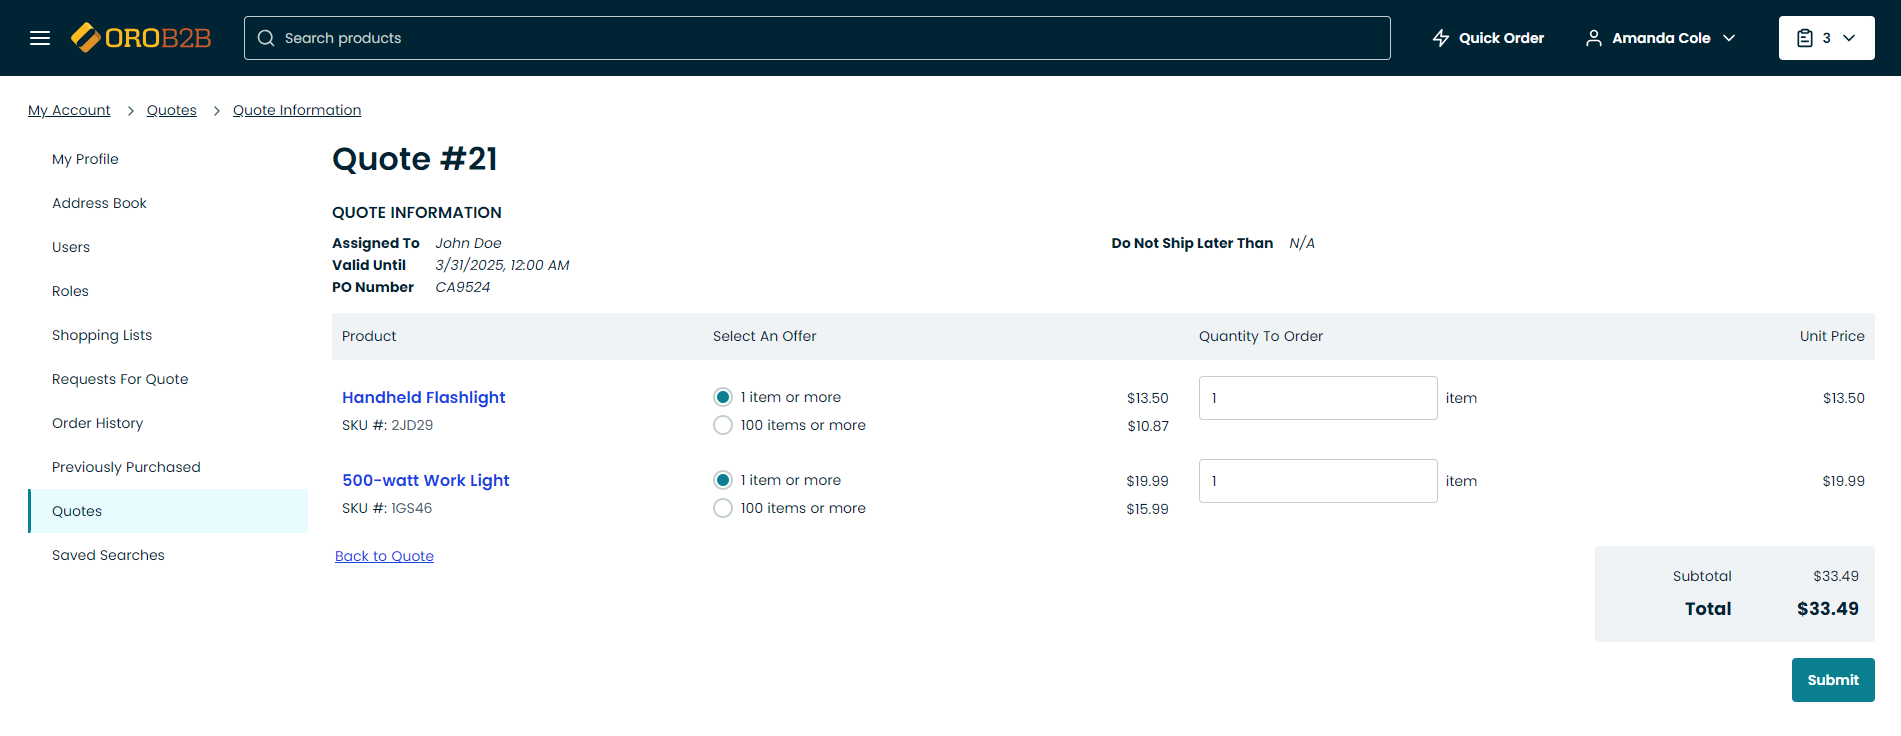 OROB2B
Search products
Quick Order
Amanda Cole
3
My Account > Quotes > Quote Information
My Profile
Address Book
Users
Roles
Shopping Lists
Requests For Quote
Order History
Previously Purchased
Quotes
Saved Searches
Quote #21
QUOTE INFORMATION
Assigned To John Doe
Valid Until 3/31/2025, 12:00 AM
PO Number CA9524
Do Not Ship Later Than N/A
Product Select An Offer Quantity To Order Unit Price
Handheld Flashlight 1 item or more $13.50 1 item $13.50
SKU #: 2JD29 100 items or more $10.87
500-watt Work Light 1 item or more $19.99 1 item $19.99
SKU #: 1GS46 100 items or more $15.99
Back to Quote
Subtotal $33.49
Total $33.49
Submit